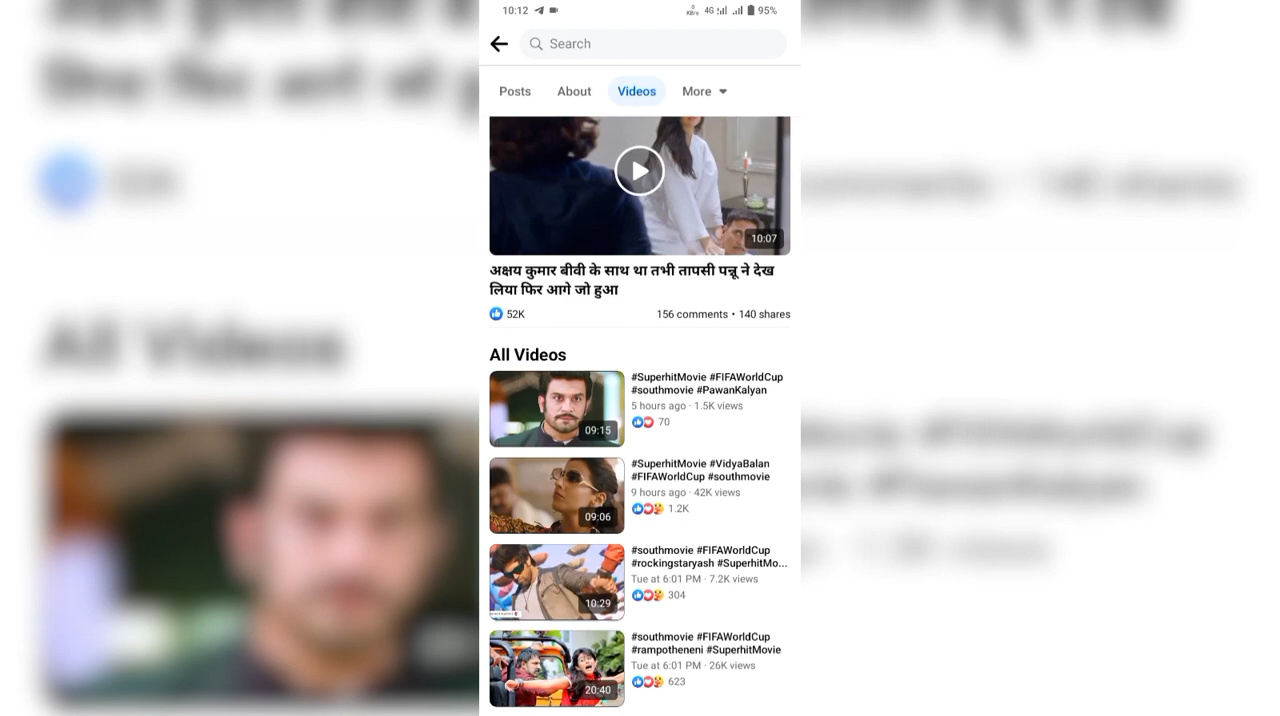 10:12
0 KB/s 4G 95%
Search
Posts About Videos More
10:07
अक्षय कुमार बीवी के साथ था तभी तापसी पन्नू ने देख
लिया फिर आगे जो हुआ
52K 156 comments • 140 shares
All Videos
09:15
#SuperhitMovie #FIFAWorldCup
#southmovie #PawanKalyan
5 hours ago · 1.5K views
70
09:06
#SuperhitMovie #VidyaBalan
#FIFAWorldCup #southmovie
9 hours ago · 42K views
1.2K
10:29
#southmovie #FIFAWorldCup
#rockingstaryash #SuperhitMo...
Tue at 6:01 PM · 7.2K views
304
20:40
#southmovie #FIFAWorldCup
#rampotheneni #SuperhitMovie
Tue at 6:01 PM · 26K views
623